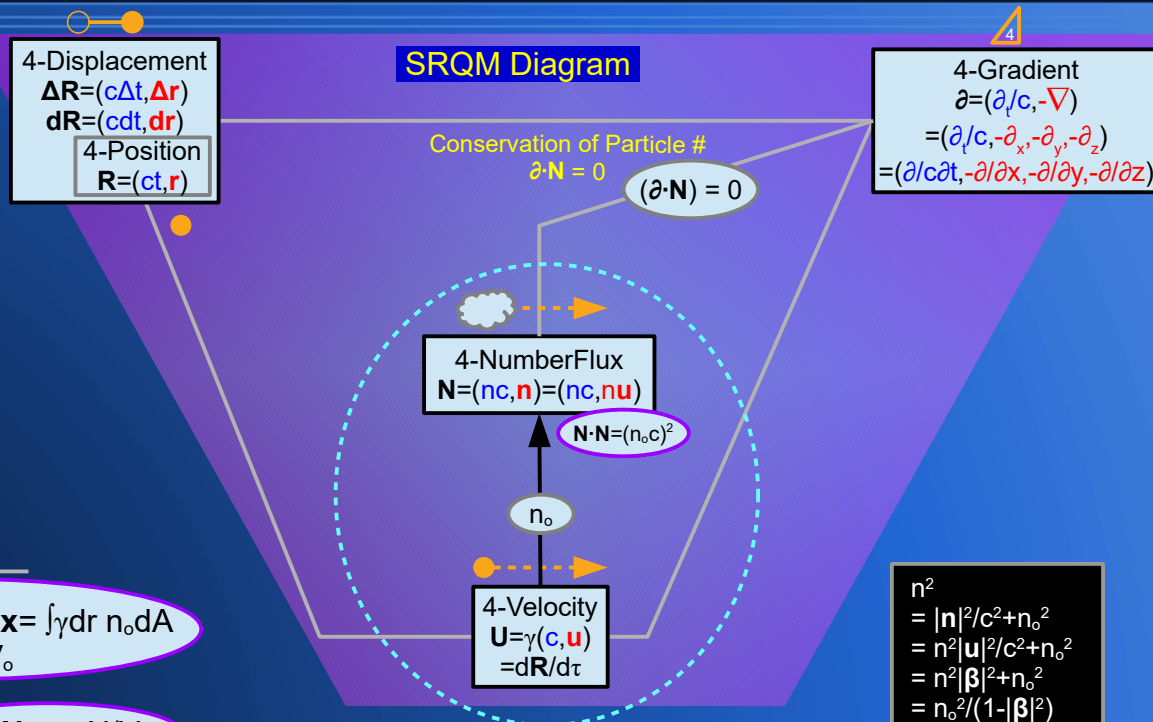 SRQM Diagram
4-Displacement
ΔR=(cΔt,Δr)
dR=(cdt,dr)
4-Position
R=(ct,r)
4
4-Gradient
∂=(∂ₜ/c,-∇)
=(∂ₜ/c,-∂ₓ,-∂y,-∂z)
=(∂/c∂t,-∂/∂x,-∂/∂y,-∂/∂z)
Conservation of Particle #
∂·N = 0
(∂·N) = 0
4-NumberFlux
N=(nc,n)=(nc,nu)
N·N=(nₒc)²
nₒ
4-Velocity
U=γ(c,u)
=dR/dτ
x= ∫γdr nₒdA
n²
= |n|²/c²+nₒ²
= n²|u|²/c²+nₒ²
= n²|β|²+nₒ²
= nₒ²/(1-|β|²)